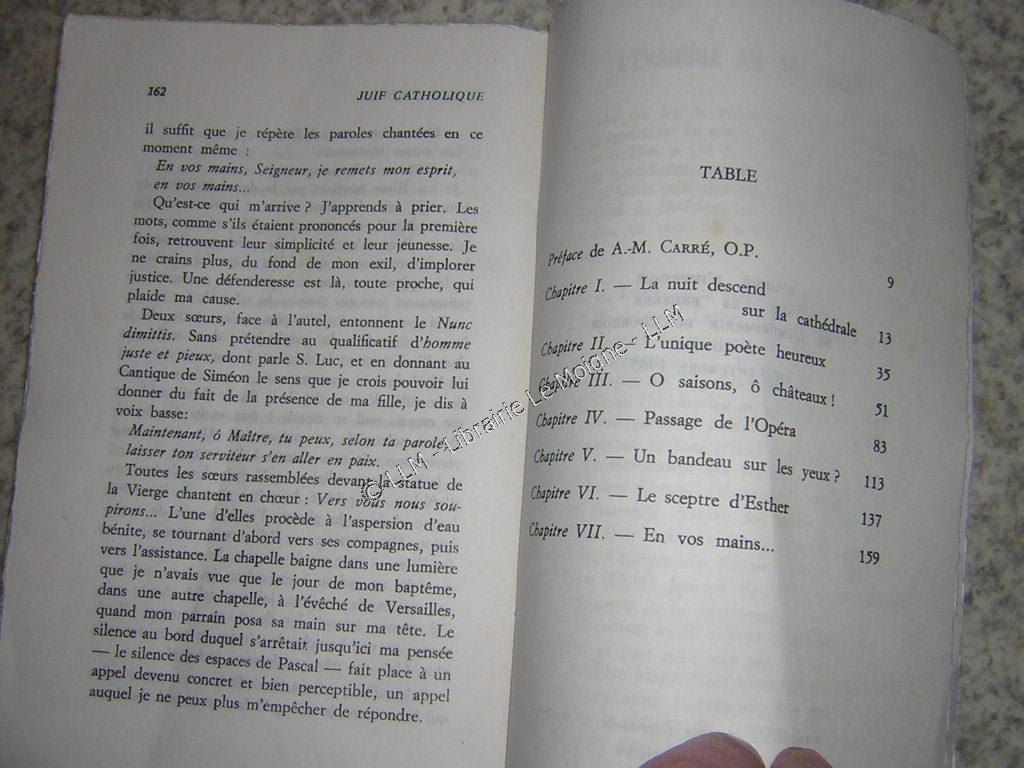 162
JUIF CATHOLIQUE
il suffit que je répète les paroles chantées en ce
moment même :
En vos mains, Seigneur, je remets mon esprit,
en vos mains...
Qu'est-ce qui m'arrive ? J'apprends à prier. Les
mots, comme s'ils étaient prononcés pour la première
fois, retrouvent leur simplicité et leur jeunesse. Je
ne crains plus, du fond de mon exil, d'implorer
justice. Une défenderesse est là, toute proche, qui
plaide ma cause.
Deux sœurs, face à l'autel, entonnent le Nunc
dimittis. Sans prétendre au qualificatif d'homme
juste et pieux, dont parle S. Luc, et en donnant au
Cantique de Siméon le sens que je crois pouvoir lui
donner du fait de la présence de ma fille, je dis à
voix basse:
Maintenant, ô Maître, tu peux, selon ta parole,
laisser ton serviteur s'en aller en paix.
Toutes les sœurs rassemblées devant la statue de
la Vierge chantent en chœur : Vers vous nous sou-
pirons... L'une d'elles procède à l'aspersion d'eau
bénite, se tournant d'abord vers ses compagnes, puis
vers l'assistance. La chapelle baigne dans une lumière
que je n'avais vue que le jour de mon baptême,
dans une autre chapelle, à l'évêché de Versailles,
quand mon parrain posa sa main sur ma tête. Le
silence au bord duquel s'arrêtait jusqu'ici ma pensée
— le silence des espaces de Pascal — fait place à un
appel devenu concret et bien perceptible, un appel
auquel je ne peux plus m'empêcher de répondre.
TABLE
Préface de A.-M. CARRÉ, O.P. 9
Chapitre I. — La nuit descend
sur la cathédrale 13
Chapitre II. — L'unique poète heureux 35
Chapitre III. — O saisons, ô châteaux ! 51
Chapitre IV. — Passage de l'Opéra 83
Chapitre V. — Un bandeau sur les yeux ? 113
Chapitre VI. — Le sceptre d'Esther 137
Chapitre VII. — En vos mains... 159
© LLM - Librairie Le Moigne - LLM